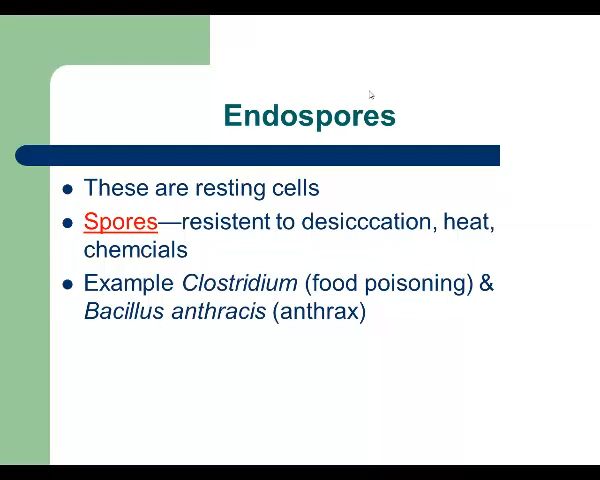 Endospores
● These are resting cells
● Spores—resistent to desicccation, heat,
chemcials
● Example Clostridium (food poisoning) &
Bacillus anthracis (anthrax)